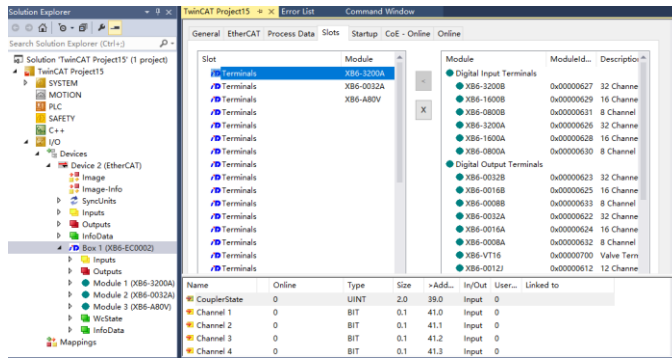 Solution Explorer
Search Solution Explorer (Ctrl+;)
Solution 'TwinCAT Project15' (1 project)
TwinCAT Project15
SYSTEM
MOTION
PLC
SAFETY
C++
I/O
Devices
Device 2 (EtherCAT)
Image
Image-Info
SyncUnits
Inputs
Outputs
InfoData
Box 1 (XB6-EC0002)
Inputs
Outputs
Module 1 (XB6-3200A)
Module 2 (XB6-0032A)
Module 3 (XB6-A80V)
WcState
InfoData
Mappings
TwinCAT Project15 Error List Command Window
General EtherCAT Process Data Slots Startup CoE - Online Online
Slot Module
Terminals XB6-3200A
Terminals XB6-0032A
Terminals XB6-A80V
Terminals
Terminals
Terminals
Terminals
Terminals
Terminals
Terminals
Terminals
Terminals
Terminals
Terminals
Terminals
Terminals
<
X
Module ModuleId... Description
Digital Input Terminals
XB6-3200B 0x00000627 32 Channe
XB6-1600B 0x00000629 16 Channe
XB6-0800B 0x00000631 8 Channel
XB6-3200A 0x00000626 32 Channe
XB6-1600A 0x00000628 16 Channe
XB6-0800A 0x00000630 8 Channel
Digital Output Terminals
XB6-0032B 0x00000623 32 Channe
XB6-0016B 0x00000625 16 Channe
XB6-0008B 0x00000633 8 Channel
XB6-0032A 0x00000622 32 Channe
XB6-0016A 0x00000624 16 Channe
XB6-0008A 0x00000632 8 Channel
XB6-VT16 0x00000700 Valve Term
XB6-0012J 0x00000612 12 Channe
Name Online Type Size >Add... In/Out User... Linked to
CouplerState 0 UINT 2.0 39.0 Input 0
Channel 1 0 BIT 0.1 41.0 Input 0
Channel 2 0 BIT 0.1 41.1 Input 0
Channel 3 0 BIT 0.1 41.2 Input 0
Channel 4 0 BIT 0.1 41.3 Input 0